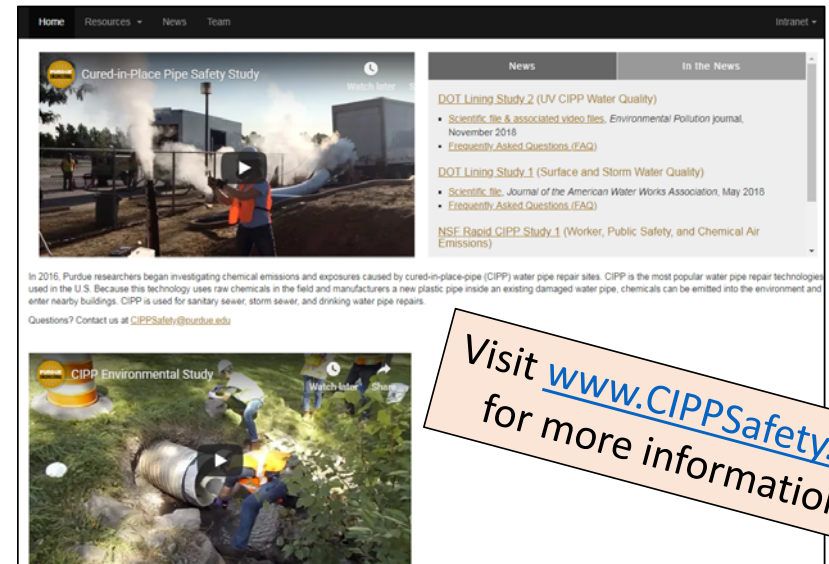 Home Resources News Team Intranet
Cured-in-Place Pipe Safety Study
Watch later
News In the News
DOT Lining Study 2 (UV CIPP Water Quality)
Scientific file & associated video files, Environmental Pollution journal,
November 2018
Frequently Asked Questions (FAQ)
DOT Lining Study 1 (Surface and Storm Water Quality)
Scientific file, Journal of the American Water Works Association, May 2018
Frequently Asked Questions (FAQ)
NSF Rapid CIPP Study 1 (Worker, Public Safety, and Chemical Air
Emissions)
In 2016, Purdue researchers began investigating chemical emissions and exposures caused by cured-in-place-pipe (CIPP) water pipe repair sites. CIPP is the most popular water pipe repair technologies
used in the U.S. Because this technology uses raw chemicals in the field and manufacturers a new plastic pipe inside an existing damaged water pipe, chemicals can be emitted into the environment and
enter nearby buildings. CIPP is used for sanitary sewer, storm sewer, and drinking water pipe repairs.
Questions? Contact us at CIPPSafety@purdue.edu
CIPP Environmental Study
Watch later Share
Visit www.CIPPSafety.
for more information